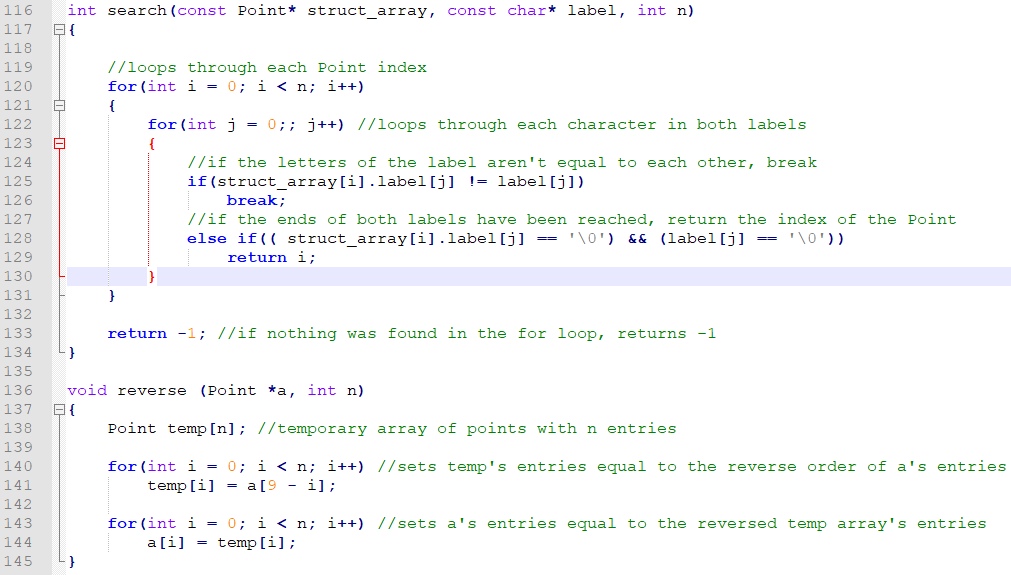 116 int search(const Point* struct_array, const char* label, int n)
117 {
118
119 //loops through each Point index
120 for(int i = 0; i < n; i++)
121 {
122 for(int j = 0;; j++) //loops through each character in both labels
123 {
124 //if the letters of the label aren't equal to each other, break
125 if(struct_array[i].label[j] != label[j])
126 break;
127 //if the ends of both labels have been reached, return the index of the Point
128 else if(( struct_array[i].label[j] == '\0') && (label[j] == '\0'))
129 return i;
130 }
131 }
132
133 return -1; //if nothing was found in the for loop, returns -1
134 }
135
136 void reverse (Point *a, int n)
137 {
138 Point temp[n]; //temporary array of points with n entries
139
140 for(int i = 0; i < n; i++) //sets temp's entries equal to the reverse order of a's entries
141 temp[i] = a[9 - i];
142
143 for(int i = 0; i < n; i++) //sets a's entries equal to the reversed temp array's entries
144 a[i] = temp[i];
145 }